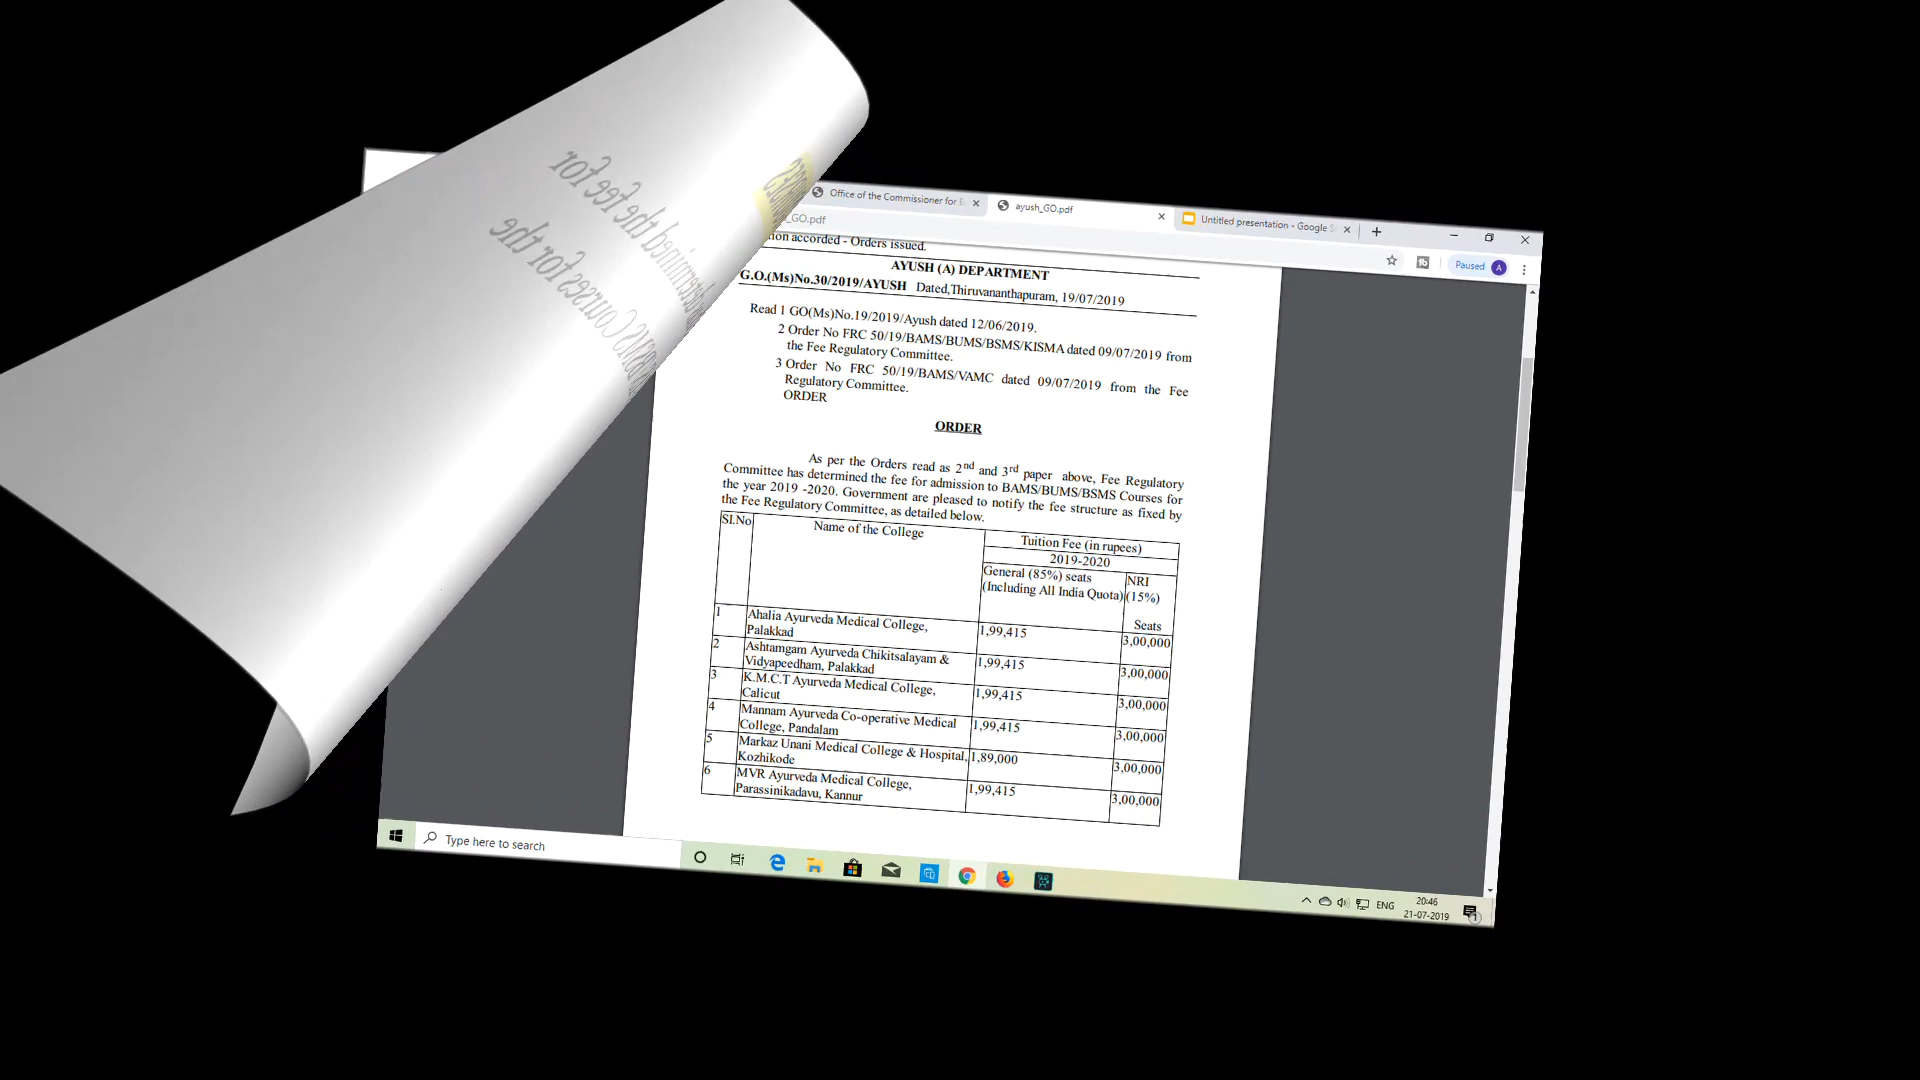 Office of the Commissioner for E
ayush_GO.pdf
Untitled presentation - Google S
_GO.pdf
Paused
A
accorded - Orders issued.
AYUSH (A) DEPARTMENT
G.O.(Ms)No.30/2019/AYUSH Dated,Thiruvananthapuram, 19/07/2019
Read 1 GO(Ms)No.19/2019/Ayush dated 12/06/2019.
2 Order No FRC 50/19/BAMS/BUMS/BSMS/KISMA dated 09/07/2019 from
the Fee Regulatory Committee.
3 Order No FRC 50/19/BAMS/VAMC dated 09/07/2019 from the Fee
Regulatory Committee.
ORDER
ORDER
As per the Orders read as 2nd and 3rd paper above, Fee Regulatory
Committee has determined the fee for admission to BAMS/BUMS/BSMS Courses for
the year 2019 -2020. Government are pleased to notify the fee structure as fixed by
the Fee Regulatory Committee, as detailed below.
Sl.No Name of the College Tuition Fee (in rupees)
2019-2020
General (85%) seats NRI
(Including All India Quota) (15%)
Seats
1 Ahalia Ayurveda Medical College, 1,99,415 3,00,000
Palakkad
2 Ashtamgam Ayurveda Chikitsalayam & 1,99,415 3,00,000
Vidyapeedham, Palakkad
3 K.M.C.T Ayurveda Medical College, 1,99,415 3,00,000
Calicut
4 Mannam Ayurveda Co-operative Medical 1,99,415 3,00,000
College, Pandalam
5 Markaz Unani Medical College & Hospital, 1,89,000 3,00,000
Kozhikode
6 MVR Ayurveda Medical College, 1,99,415 3,00,000
Parassinikadavu, Kannur
Type here to search
ENG
20:46
21-07-2019
1
determined the fee for
Courses for the